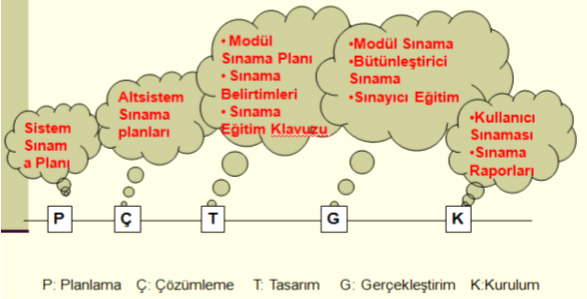 Sistem
Sınam
a Planı
Altsistem
Sınama
planları
• Modül
Sınama Planı
• Sınama
Belirtimleri
• Sınama
Eğitim Klavuzu
•Modül Sınama
•Bütünleştirici
Sınama
•Sınayıcı Eğitim
•Kullanıcı
Sınaması
•Sınama
Raporları
P
Ç
T
G
K
P: Planlama Ç: Çözümleme T: Tasarım G: Gerçekleştirim K:Kurulum